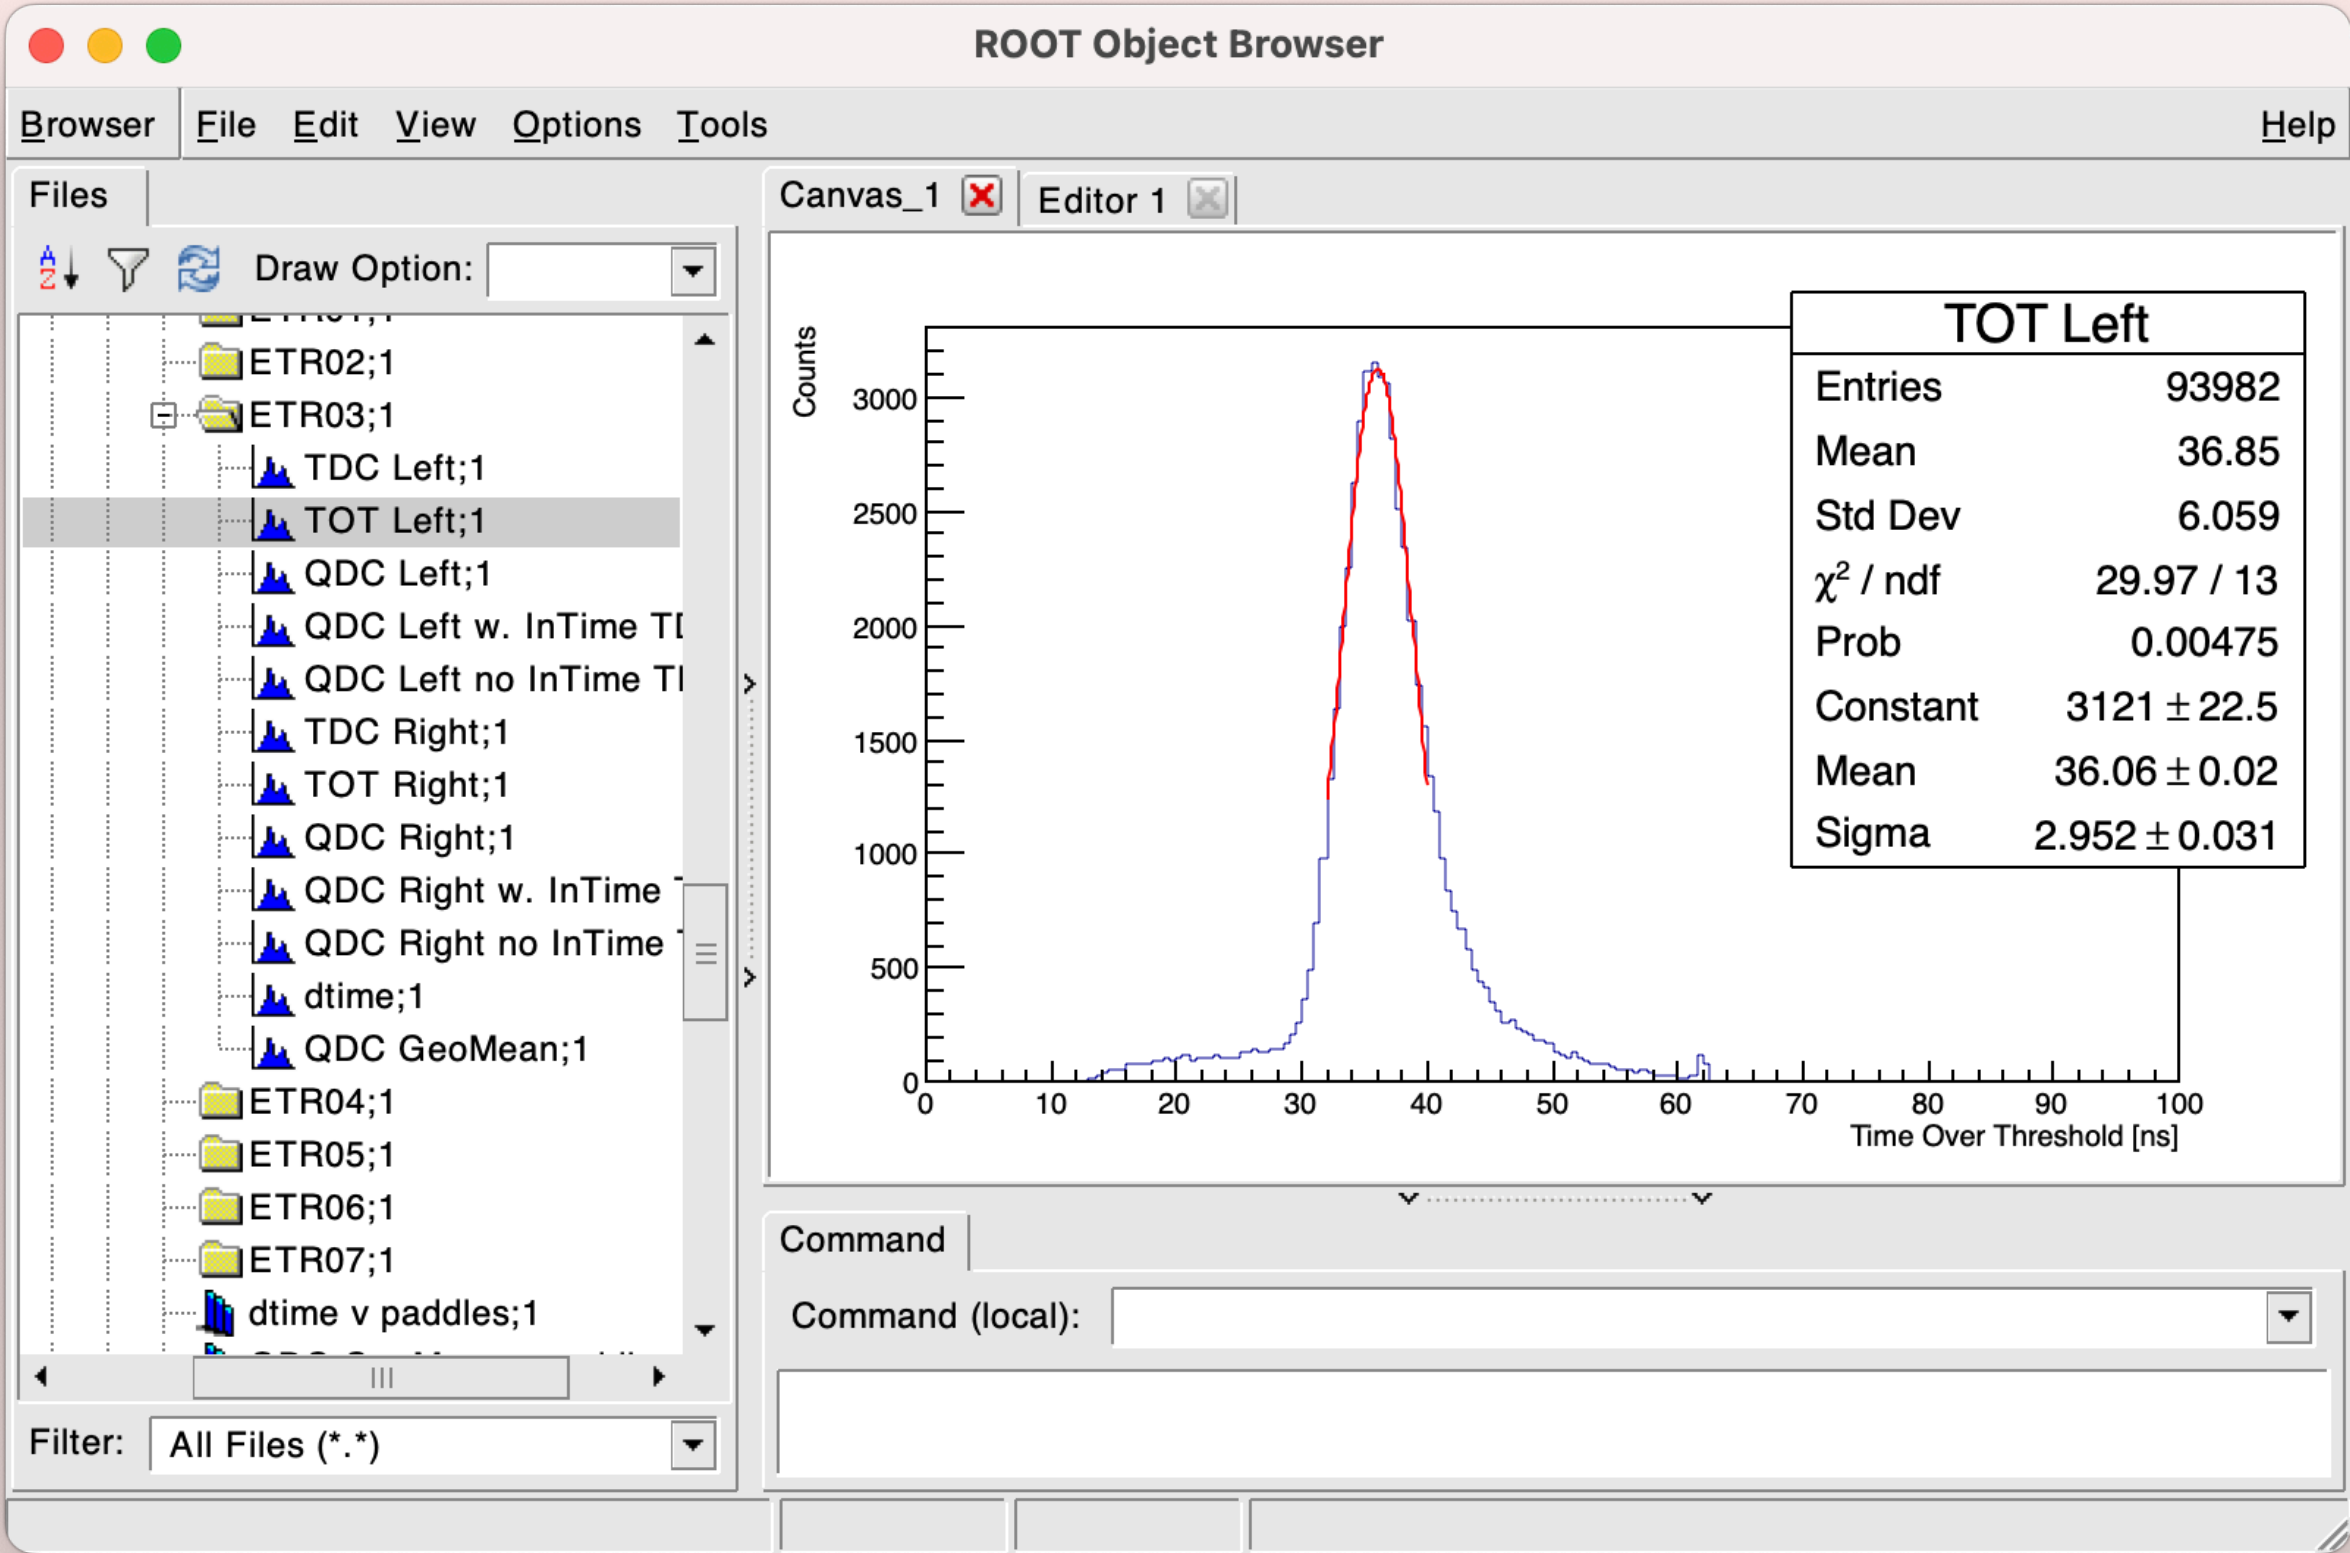 ROOT Object Browser
Browser File Edit View Options Tools Help
Files
Draw Option:
ETR02;1
ETR03;1
TDC Left;1
TOT Left;1
QDC Left;1
QDC Left w. InTime
QDC Left no InTime
TDC Right;1
TOT Right;1
QDC Right;1
QDC Right w. InTime
QDC Right no InTime
dtime;1
QDC GeoMean;1
ETR04;1
ETR05;1
ETR06;1
ETR07;1
dtime v paddles;1
Filter: All Files (*.*)
Canvas_1 Editor 1
Counts
3000
2500
2000
1500
1000
500
0
0 10 20 30 40 50 60 70 80 90 100
Time Over Threshold [ns]
TOT Left
Entries 93982
Mean 36.85
Std Dev 6.059
χ² / ndf 29.97 / 13
Prob 0.00475
Constant 3121 ± 22.5
Mean 36.06 ± 0.02
Sigma 2.952 ± 0.031
Command
Command (local):